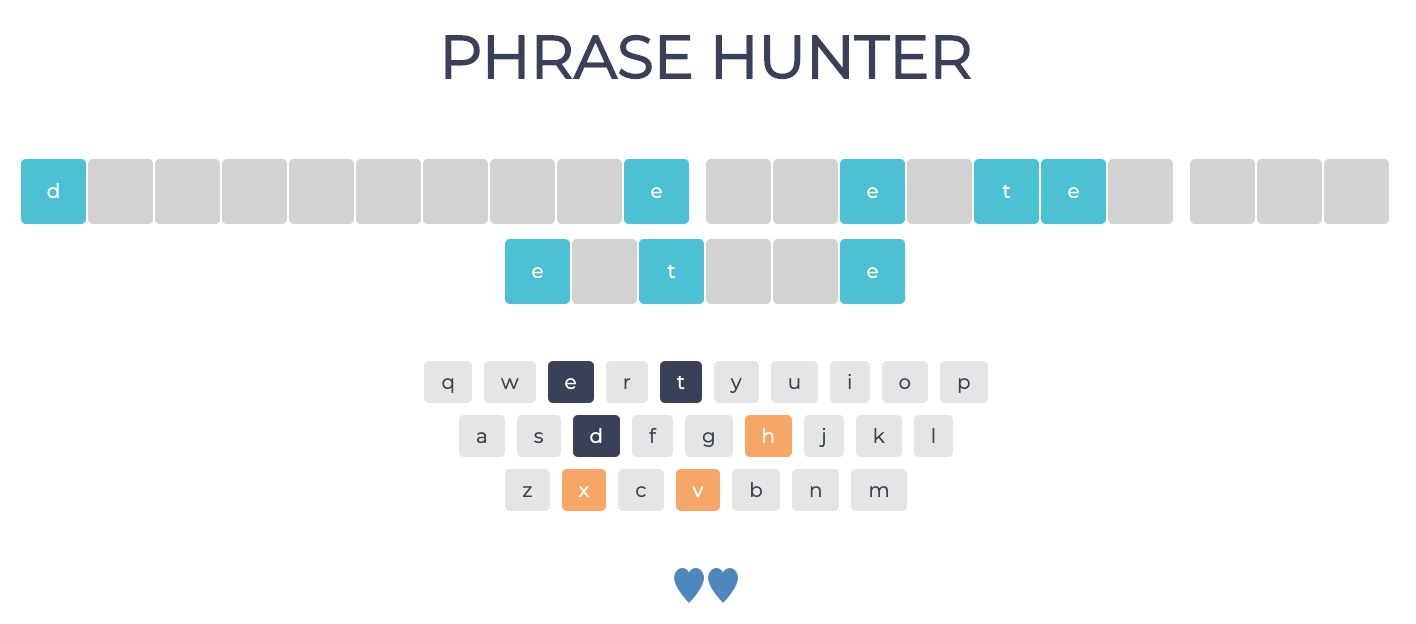 PHRASE HUNTER
d e e t e
e t e
q w e r t y u i o p
a s d f g h j k l
z x c v b n m